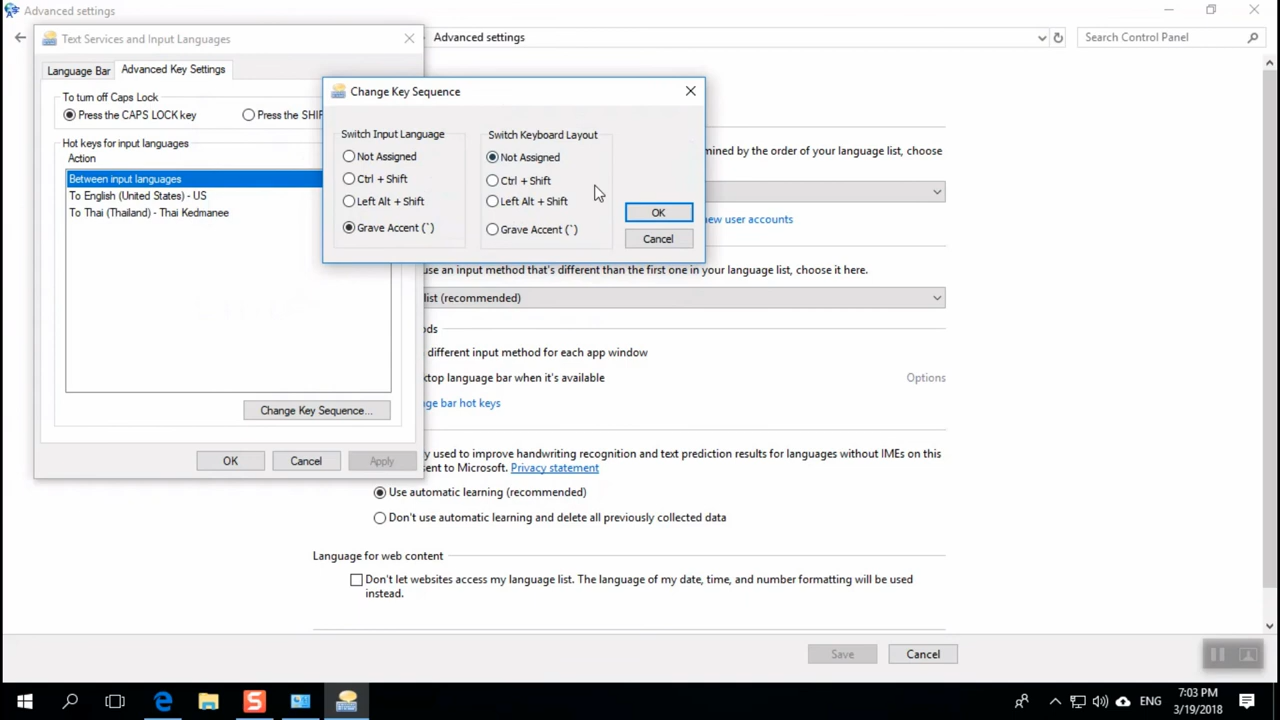 Advanced settings
Advanced settings
Search Control Panel
Text Services and Input Languages
Language Bar
Advanced Key Settings
To turn off Caps Lock
Press the CAPS LOCK key
Press the SHIF
Hot keys for input languages
Action
Between input languages
To English (United States) - US
To Thai (Thailand) - Thai Kedmanee
Change Key Sequence...
OK
Cancel
Apply
Change Key Sequence
Switch Input Language
Not Assigned
Ctrl + Shift
Left Alt + Shift
Grave Accent (`)
Switch Keyboard Layout
Not Assigned
Ctrl + Shift
Left Alt + Shift
Grave Accent (`)
OK
Cancel
mined by the order of your language list, choose
new user accounts
use an input method that's different than the first one in your language list, choose it here.
list (recommended)
ods
different input method for each app window
ktop language bar when it's available
Options
age bar hot keys
y used to improve handwriting recognition and text prediction results for languages without IMEs on this
sent to Microsoft. Privacy statement
Use automatic learning (recommended)
Don't use automatic learning and delete all previously collected data
Language for web content
Don't let websites access my language list. The language of my date, time, and number formatting will be used
instead.
Save
Cancel
ENG
7:03 PM
3/19/2018